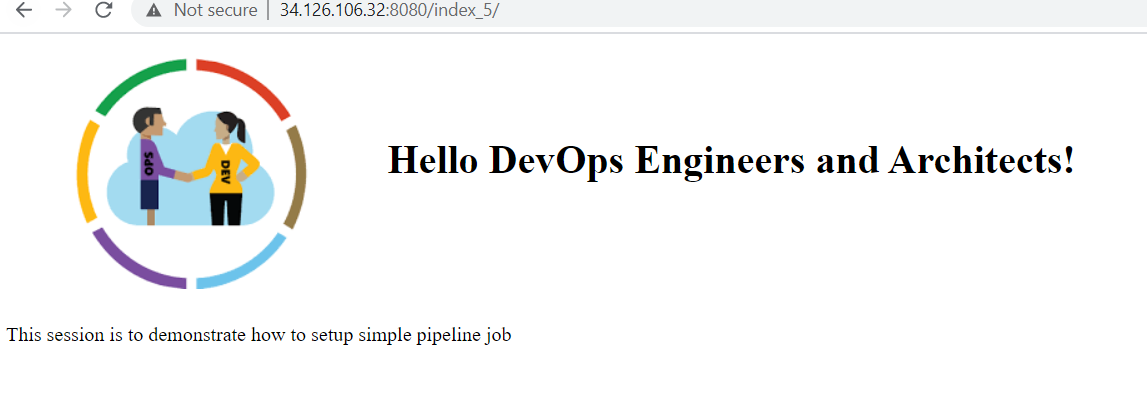 Not secure | 34.126.106.32:8080/index_5/
OPS
DEV
Hello DevOps Engineers and Architects!
This session is to demonstrate how to setup simple pipeline job